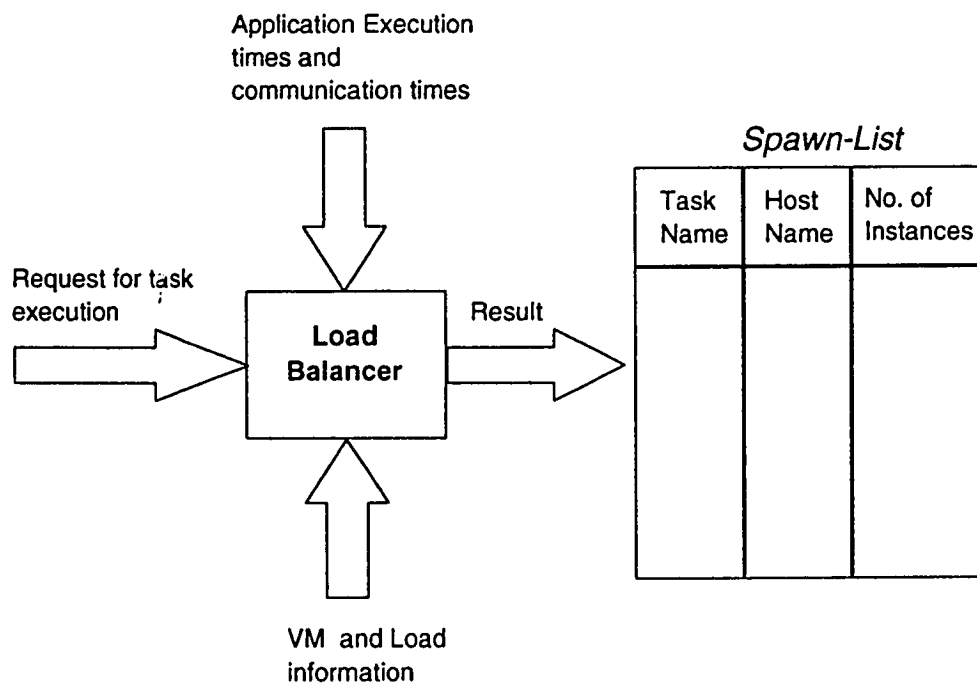 Application Execution
times and
communication times
Spawn-List
Task
Name
Host
Name
No. of
Instances
Request for task
execution
Load
Balancer
Result
VM and Load
information